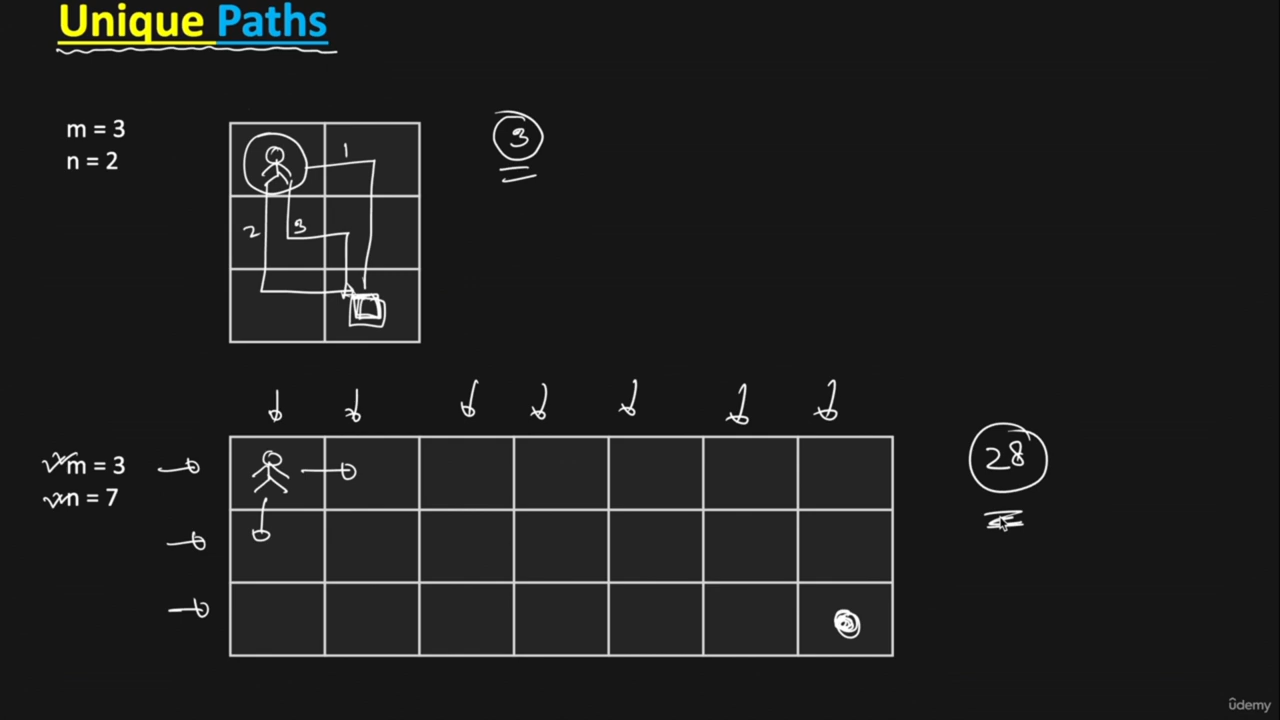 Unique Paths
m = 3
n = 2
3
1
2
3
m = 3
n = 7
28
ûdemy